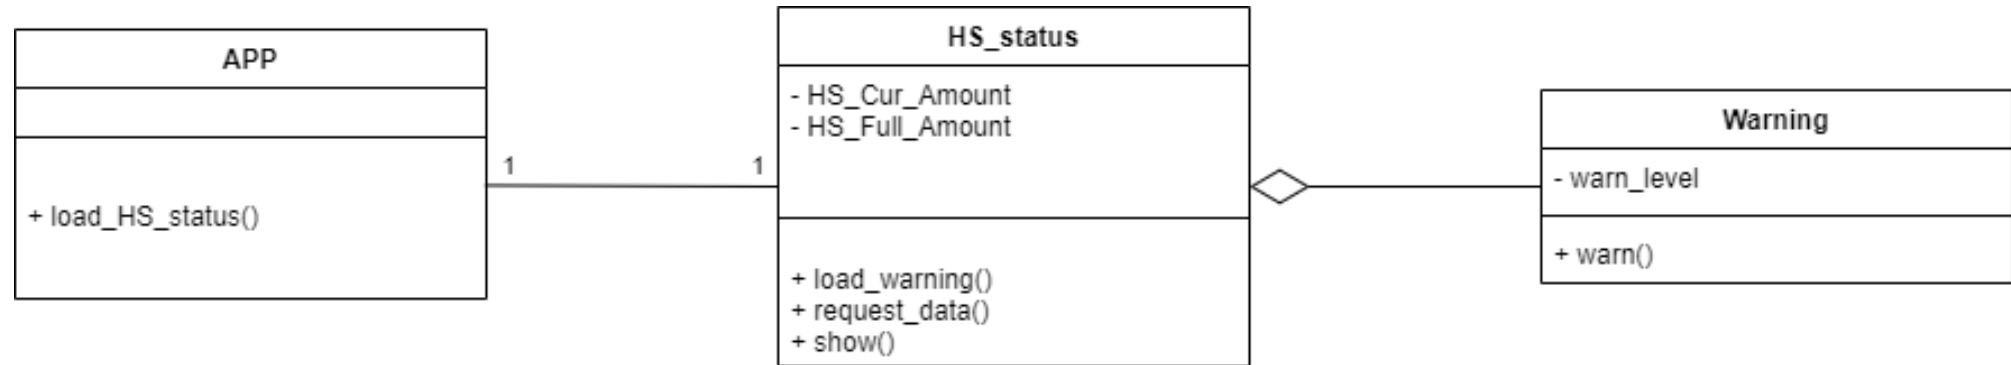 APP
+ load_HS_status()
1
1
HS_status
- HS_Cur_Amount
- HS_Full_Amount
+ load_warning()
+ request_data()
+ show()
Warning
- warn_level
+ warn()